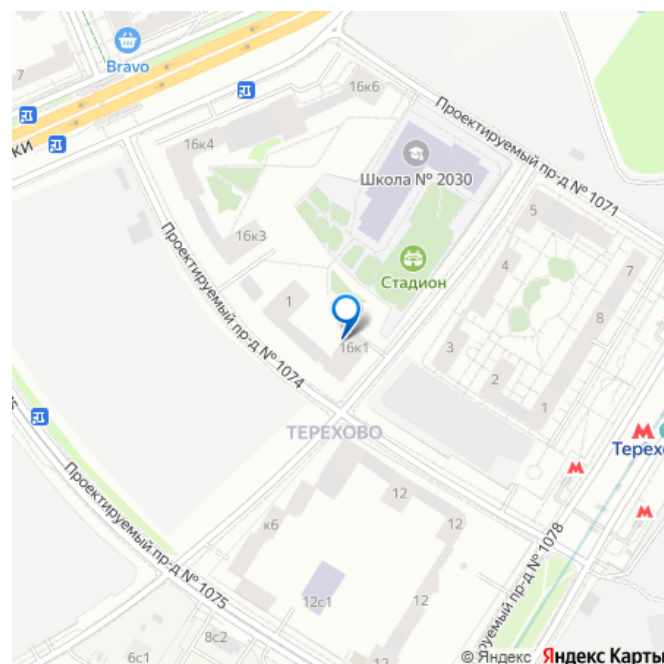 7
Bravo
16к6
16к4
Проектируемый пр-д № 1071
Школа № 2030
5
16к3
4
7
Стадион
Проектируемый пр-д № 1074
1
8
16к1
3
2
1
ТЕРЕХОВО
М
Терехо
М
М
12
к6
12
Проектируемый пр-д № 1075
Проектируемый пр-д № 1078
12с1
12
8с2
6с1
© Яндекс Яндекс Карты